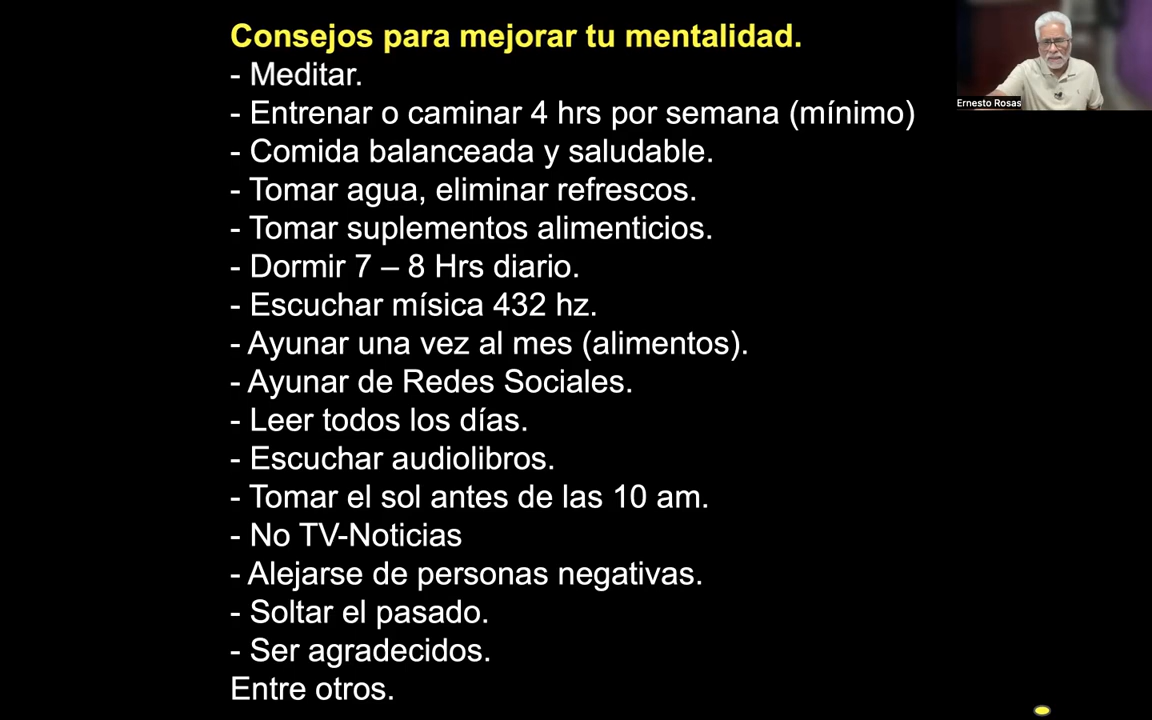 Consejos para mejorar tu mentalidad.
- Meditar.
- Entrenar o caminar 4 hrs por semana (mínimo)
- Comida balanceada y saludable.
- Tomar agua, eliminar refrescos.
- Tomar suplementos alimenticios.
- Dormir 7 – 8 Hrs diario.
- Escuchar mísica 432 hz.
- Ayunar una vez al mes (alimentos).
- Ayunar de Redes Sociales.
- Leer todos los días.
- Escuchar audiolibros.
- Tomar el sol antes de las 10 am.
- No TV-Noticias
- Alejarse de personas negativas.
- Soltar el pasado.
- Ser agradecidos.
Entre otros.
Ernesto Rosas